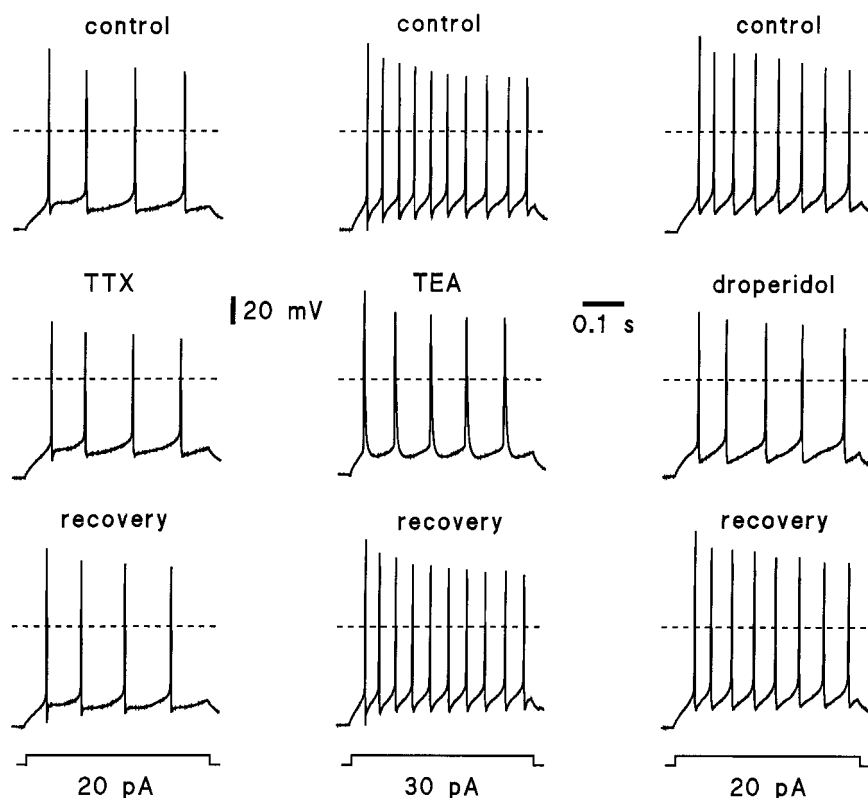 control control control
TTX TEA droperidol
20 mV 0.1 s
recovery recovery recovery
20 pA 30 pA 20 pA